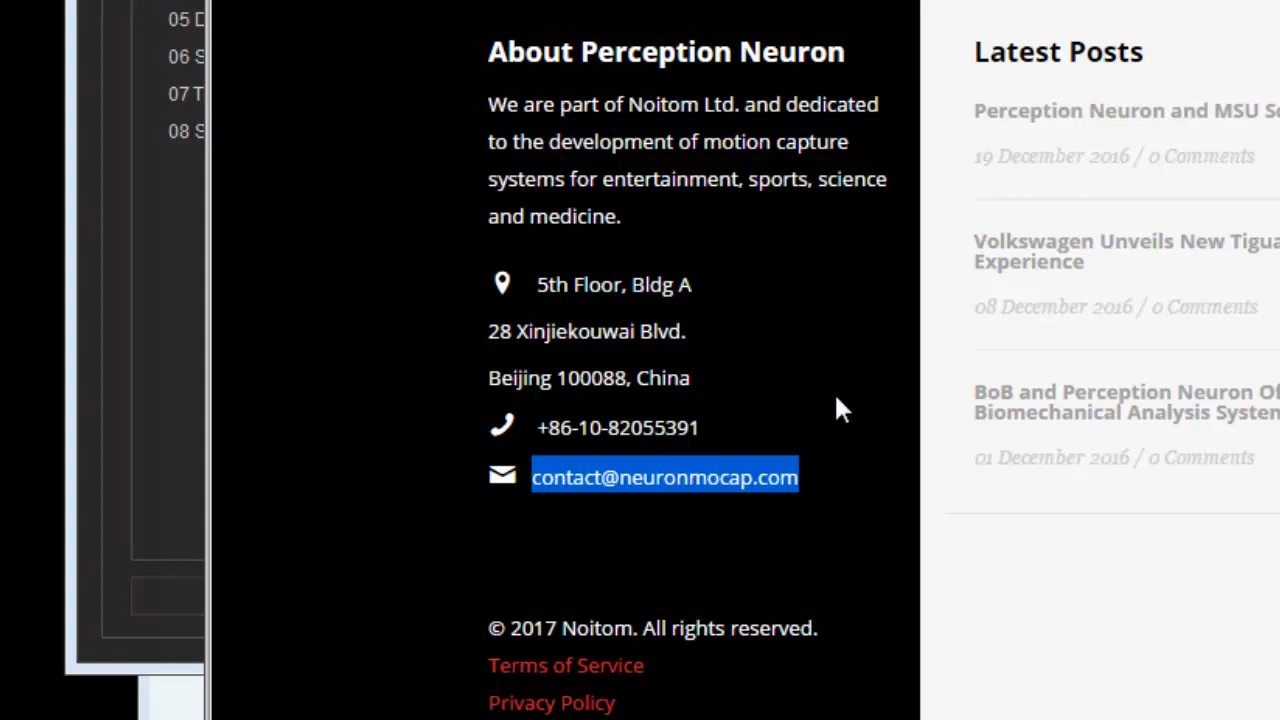 05
06
07
08
About Perception Neuron
We are part of Noitom Ltd. and dedicated
to the development of motion capture
systems for entertainment, sports, science
and medicine.
5th Floor, Bldg A
28 Xinjiekouwai Blvd.
Beijing 100088, China
+86-10-82055391
contact@neuronmocap.com
© 2017 Noitom. All rights reserved.
Terms of Service
Privacy Policy
Latest Posts
Perception Neuron and MSU
19 December 2016 / 0 Comments
Volkswagen Unveils New
Experience
08 December 2016 / 0 Comments
BoB and Perception Neuron
Biomechanical Analysis
01 December 2016 / 0 Comments